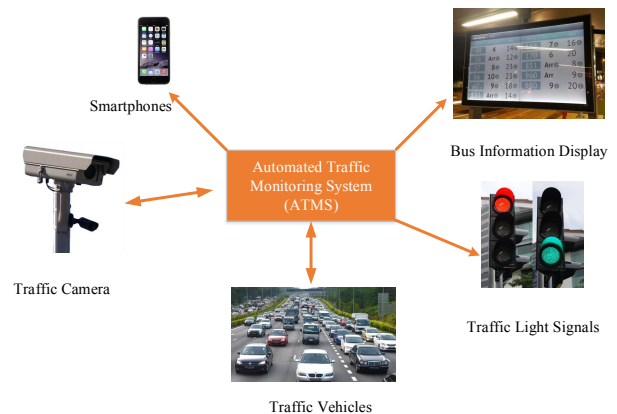 Smartphones
Bus Information Display
Automated Traffic
Monitoring System
(ATMS)
Traffic Camera
Traffic Light Signals
Traffic Vehicles